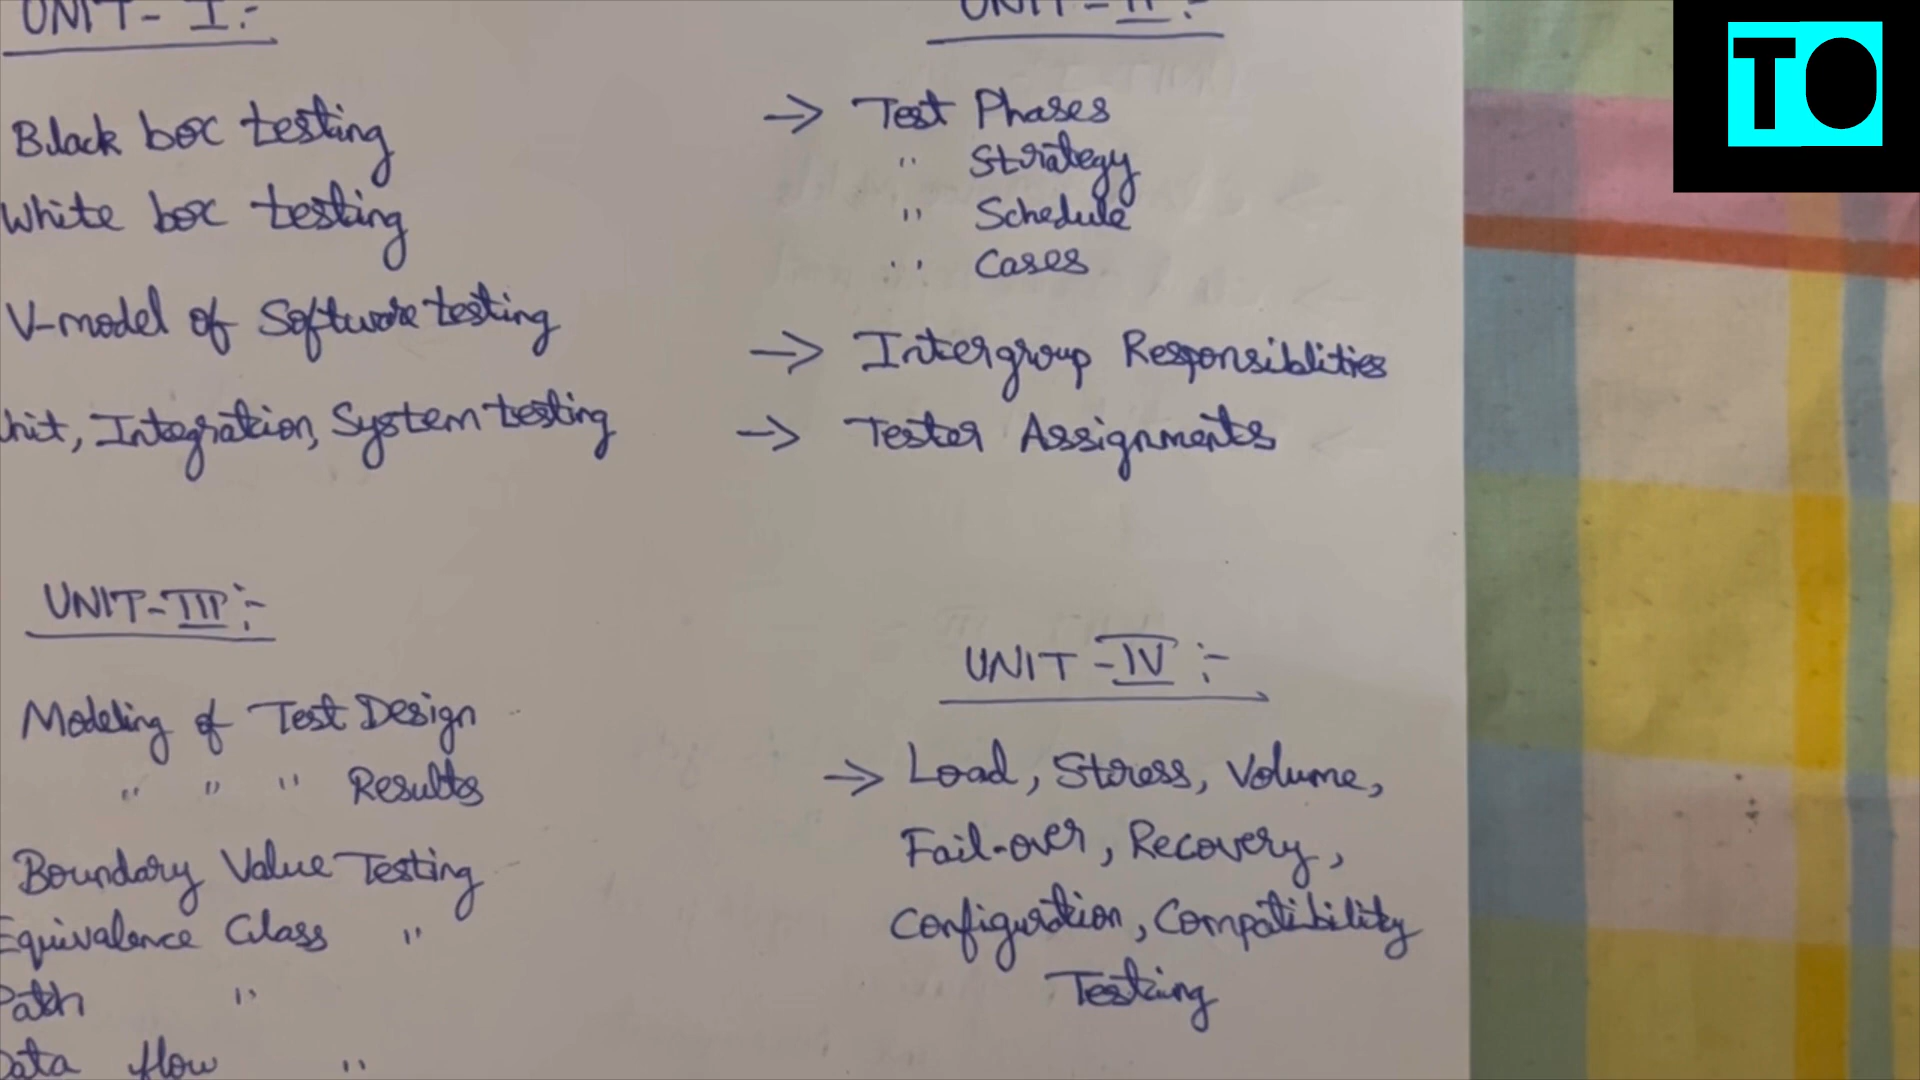 UNIT- I :-
Black box testing
White box testing
V-model of Software testing
Unit, Integration, System testing
UNIT- II :-
→ Test Phases
" Strategy
" Schedule
" Cases
→ Intergroup Responsiblities
→ Tester Assignments
UNIT- III :-
Modeling of Test Design
" " " Results
Boundary Value Testing
Equivalence Class "
Path "
Data flow "
UNIT - IV :-
→ Load, Stress, Volume,
Fail-over, Recovery,
Configuration, Compatibility
Testing
TO